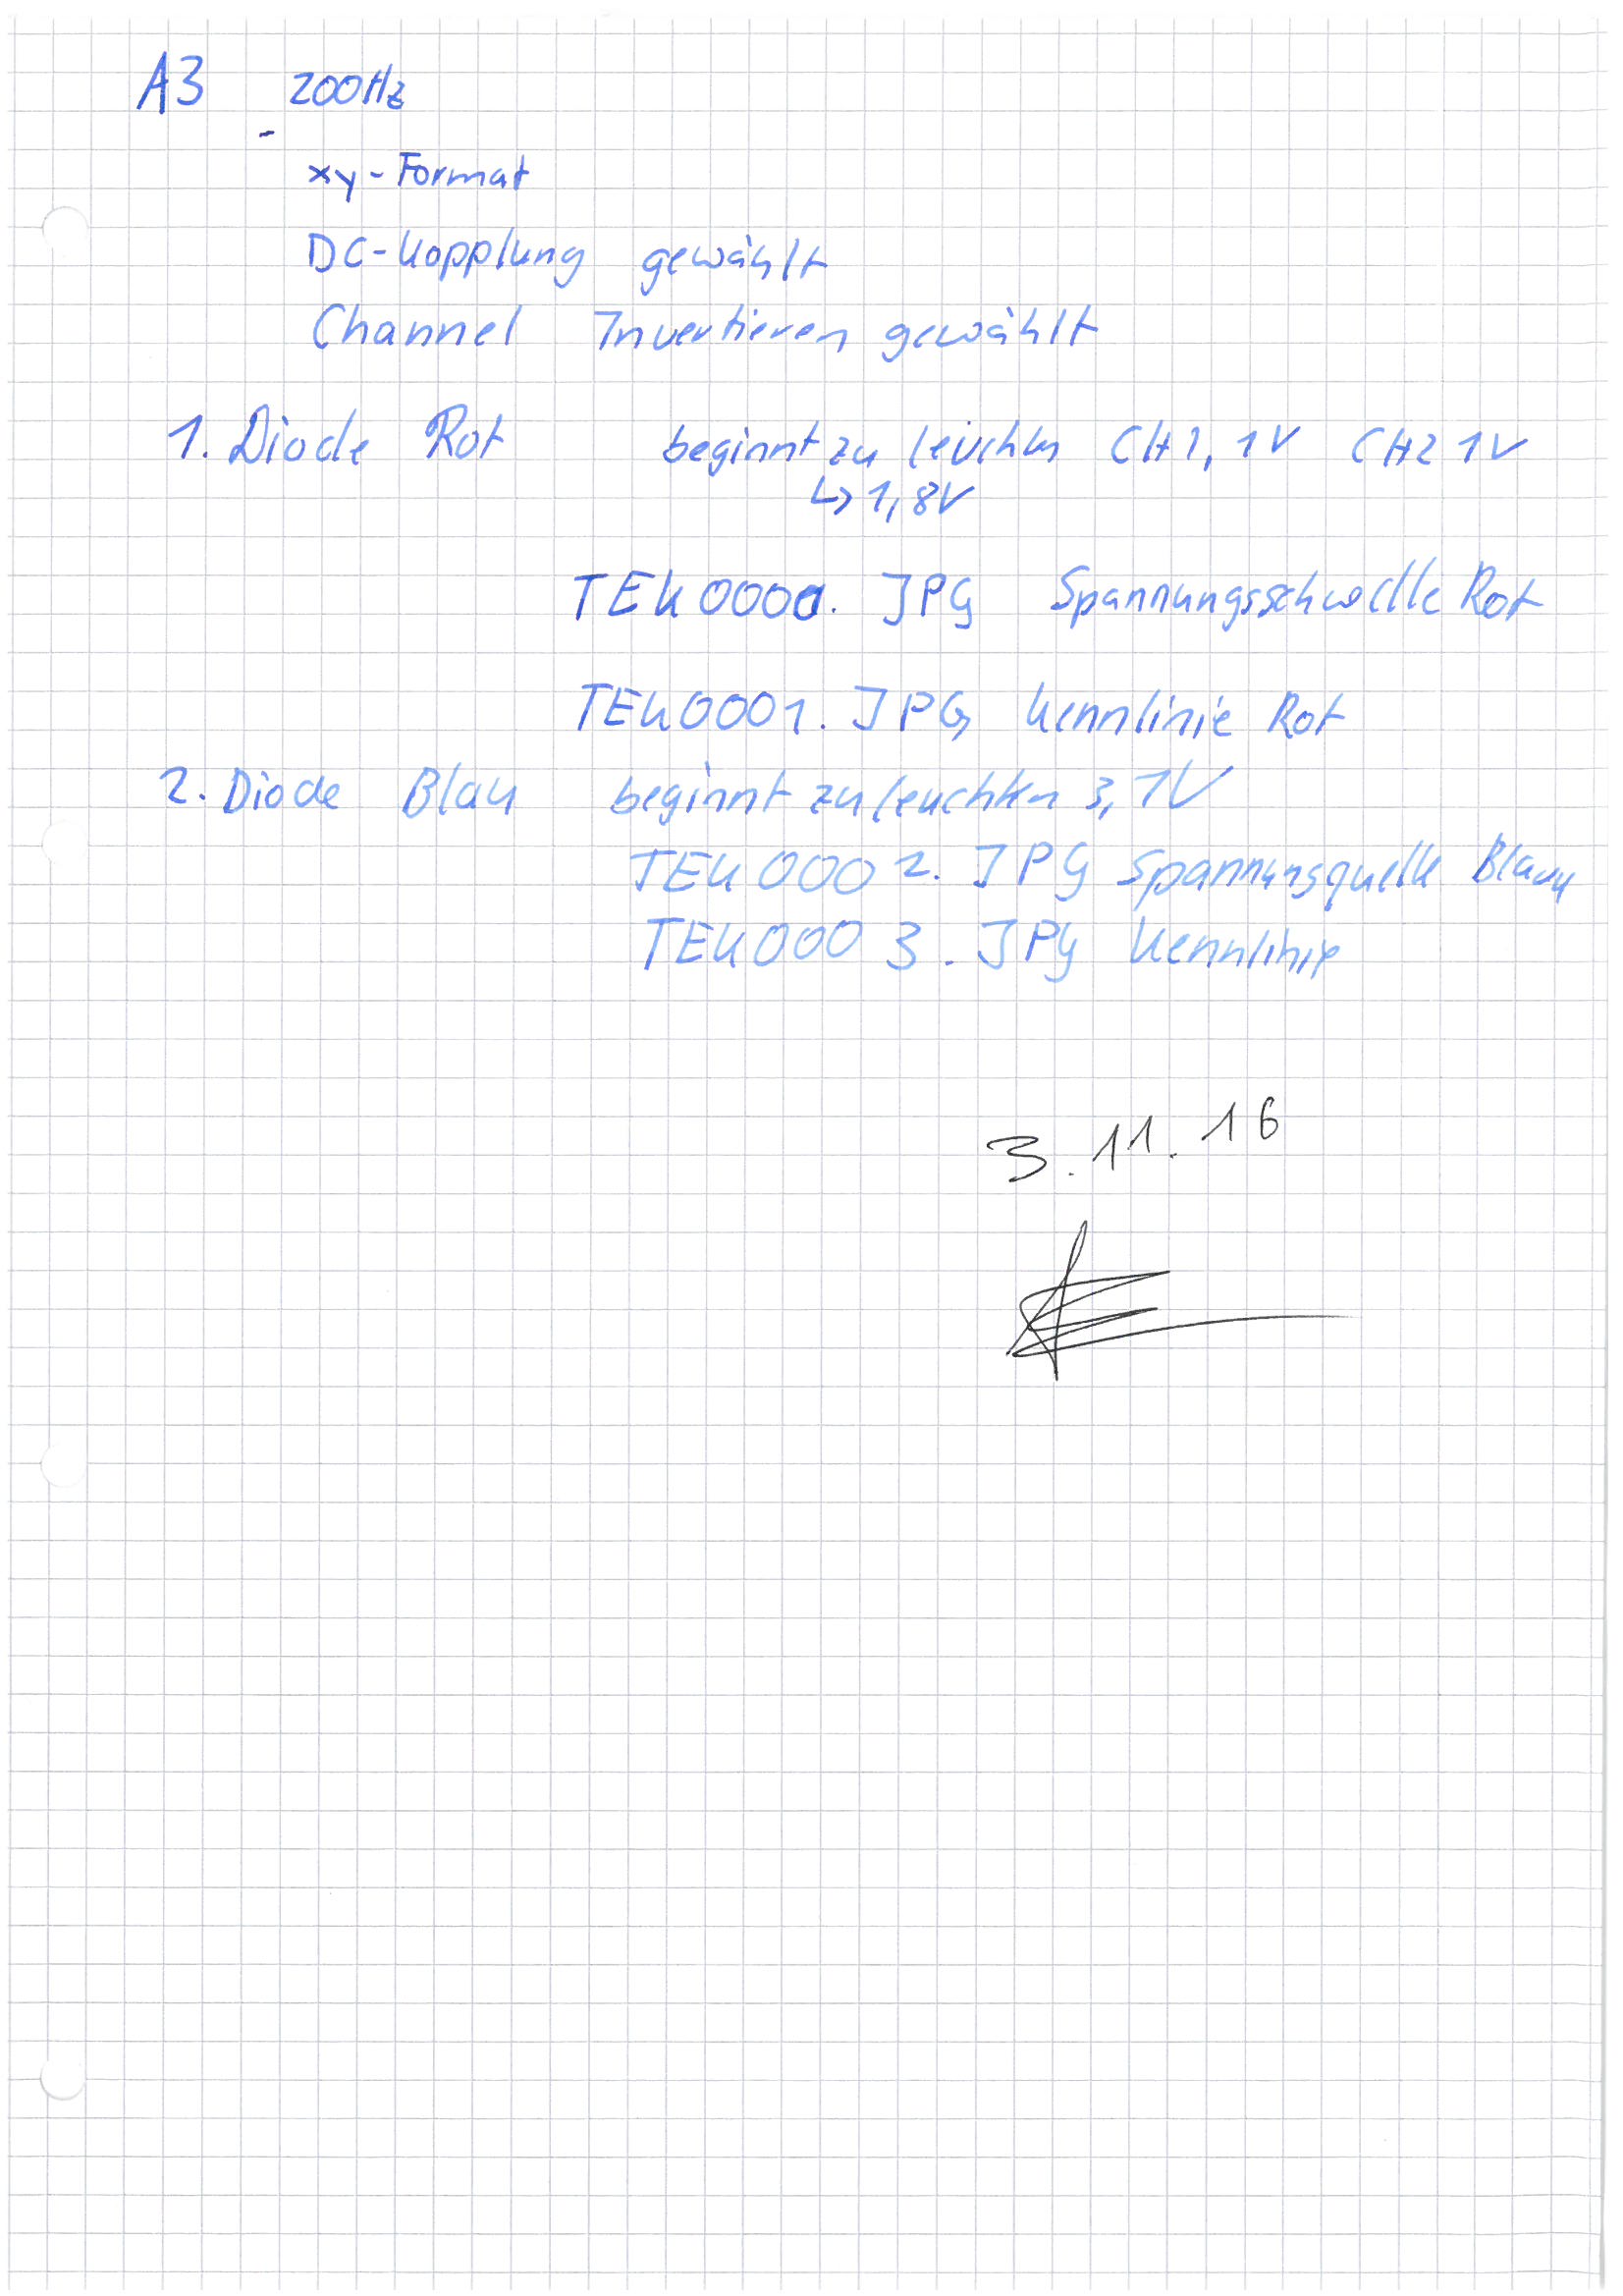 A3 200Hz
-
xy-Format
DC-Kopplung gewählt
Channel Invertieren gewählt
1. Diode Rot beginnt zu leuchten CH1, 1V CH2 1V
↳ 1,8V
TEK0000. JPG Spannungsschwelle Rot
TEK0001. JPG Kennlinie Rot
2. Diode Blau beginnt zu leuchten 3,1V
TEK0002. JPG Spannungsquelle Blau
TEK0003. JPG Kennlinie
3.11.16